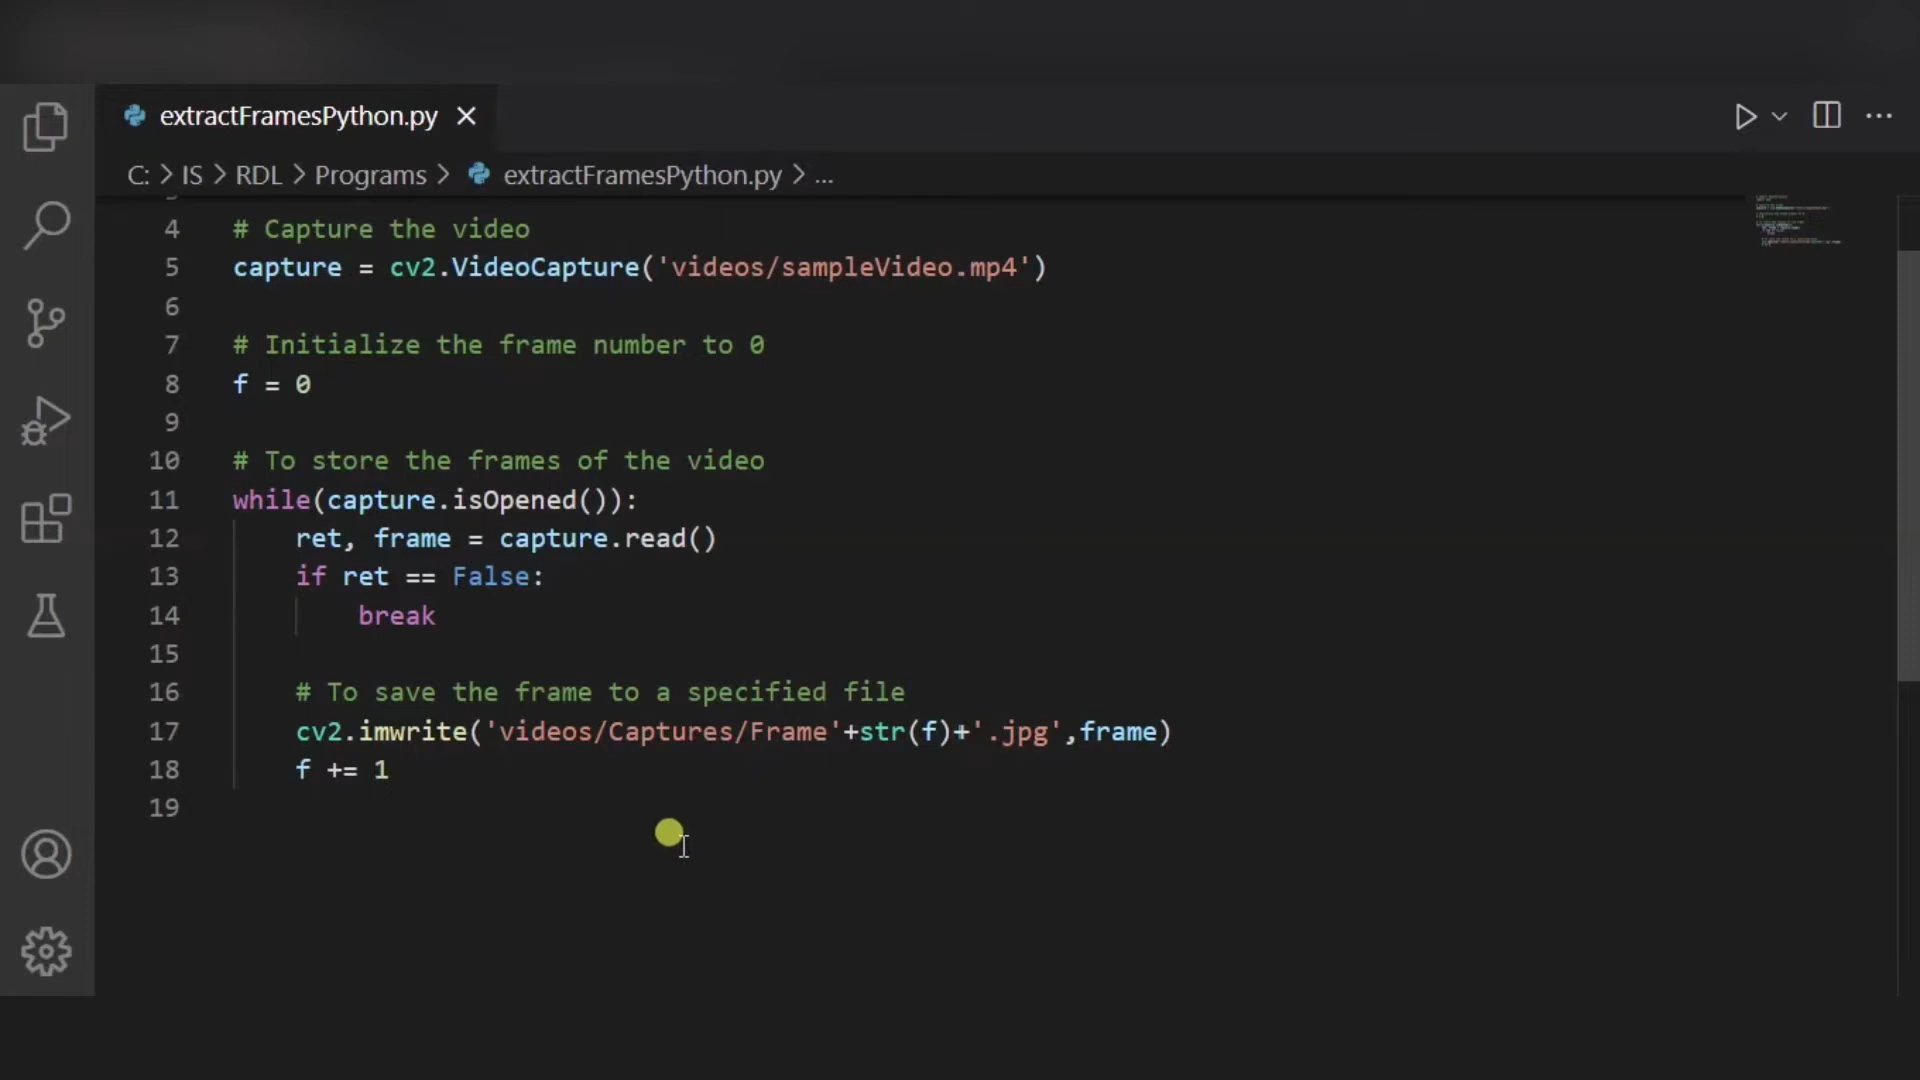 extractFramesPython.py
C: > IS > RDL > Programs > extractFramesPython.py > ...
4 # Capture the video
5 capture = cv2.VideoCapture('videos/sampleVideo.mp4')
6
7 # Initialize the frame number to 0
8 f = 0
9
10 # To store the frames of the video
11 while(capture.isOpened()):
12     ret, frame = capture.read()
13     if ret == False:
14         break
15
16     # To save the frame to a specified file
17     cv2.imwrite('videos/Captures/Frame'+str(f)+'.jpg',frame)
18     f += 1
19